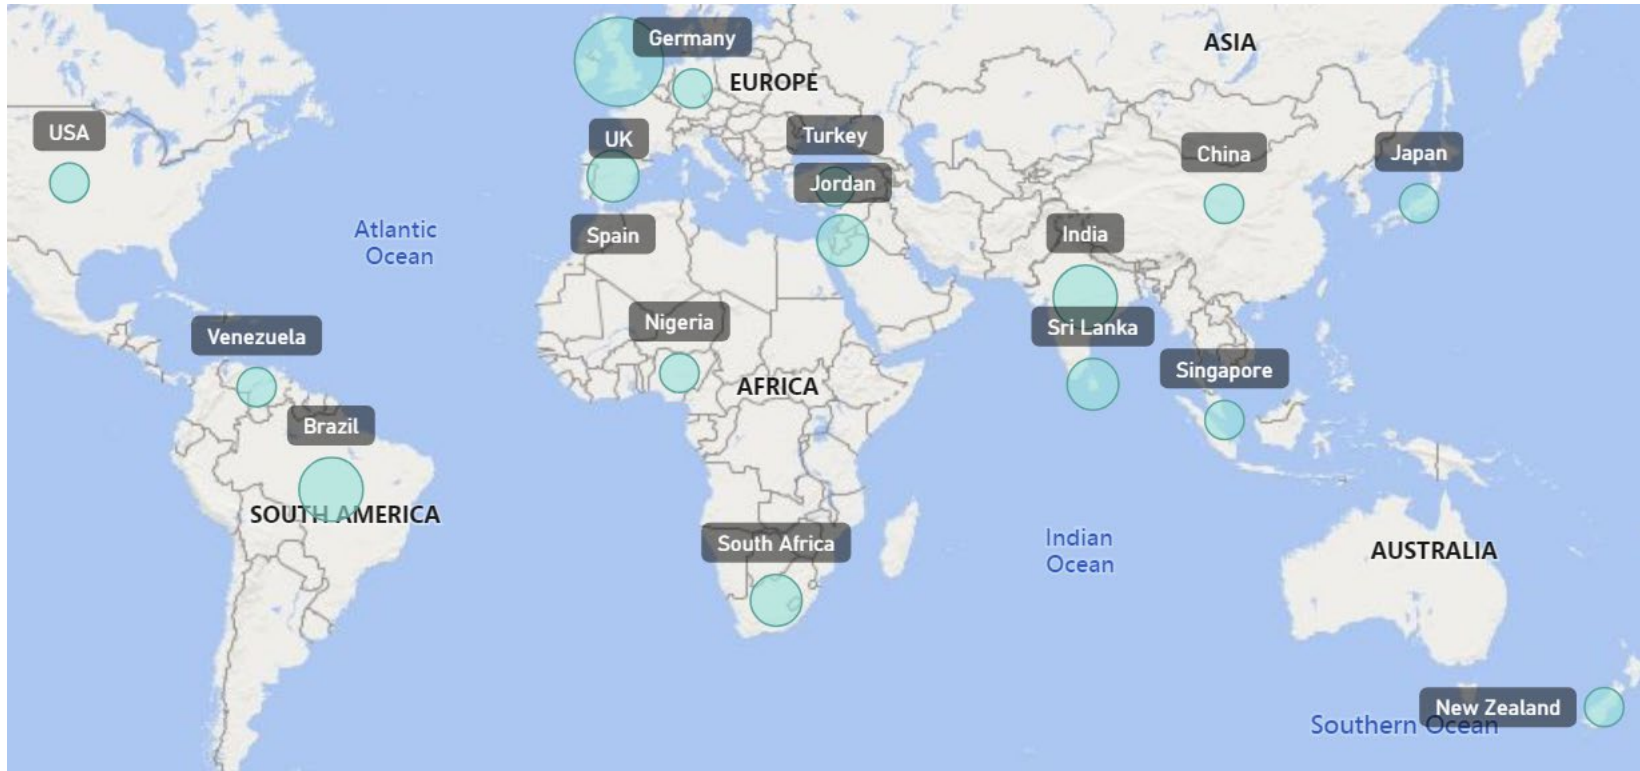 Germany
ASIA
EUROPE
USA
UK
Turkey
China
Japan
Jordan
Atlantic
Ocean
Spain
India
Nigeria
Sri Lanka
Venezuela
Singapore
AFRICA
Brazil
SOUTH AMERICA
South Africa
Indian
Ocean
AUSTRALIA
New Zealand
Southern Ocean